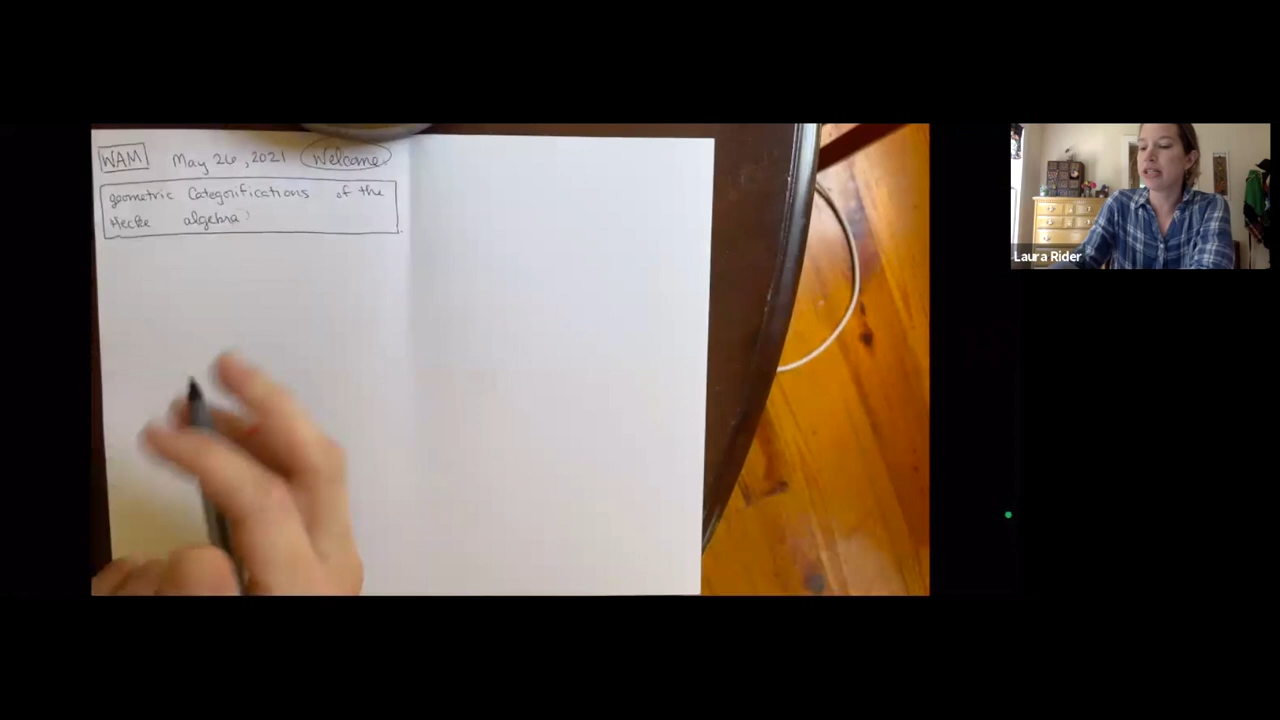 WAM May 26, 2021 Welcome
geometric Categorifications of the
Hecke algebra
Laura Rider